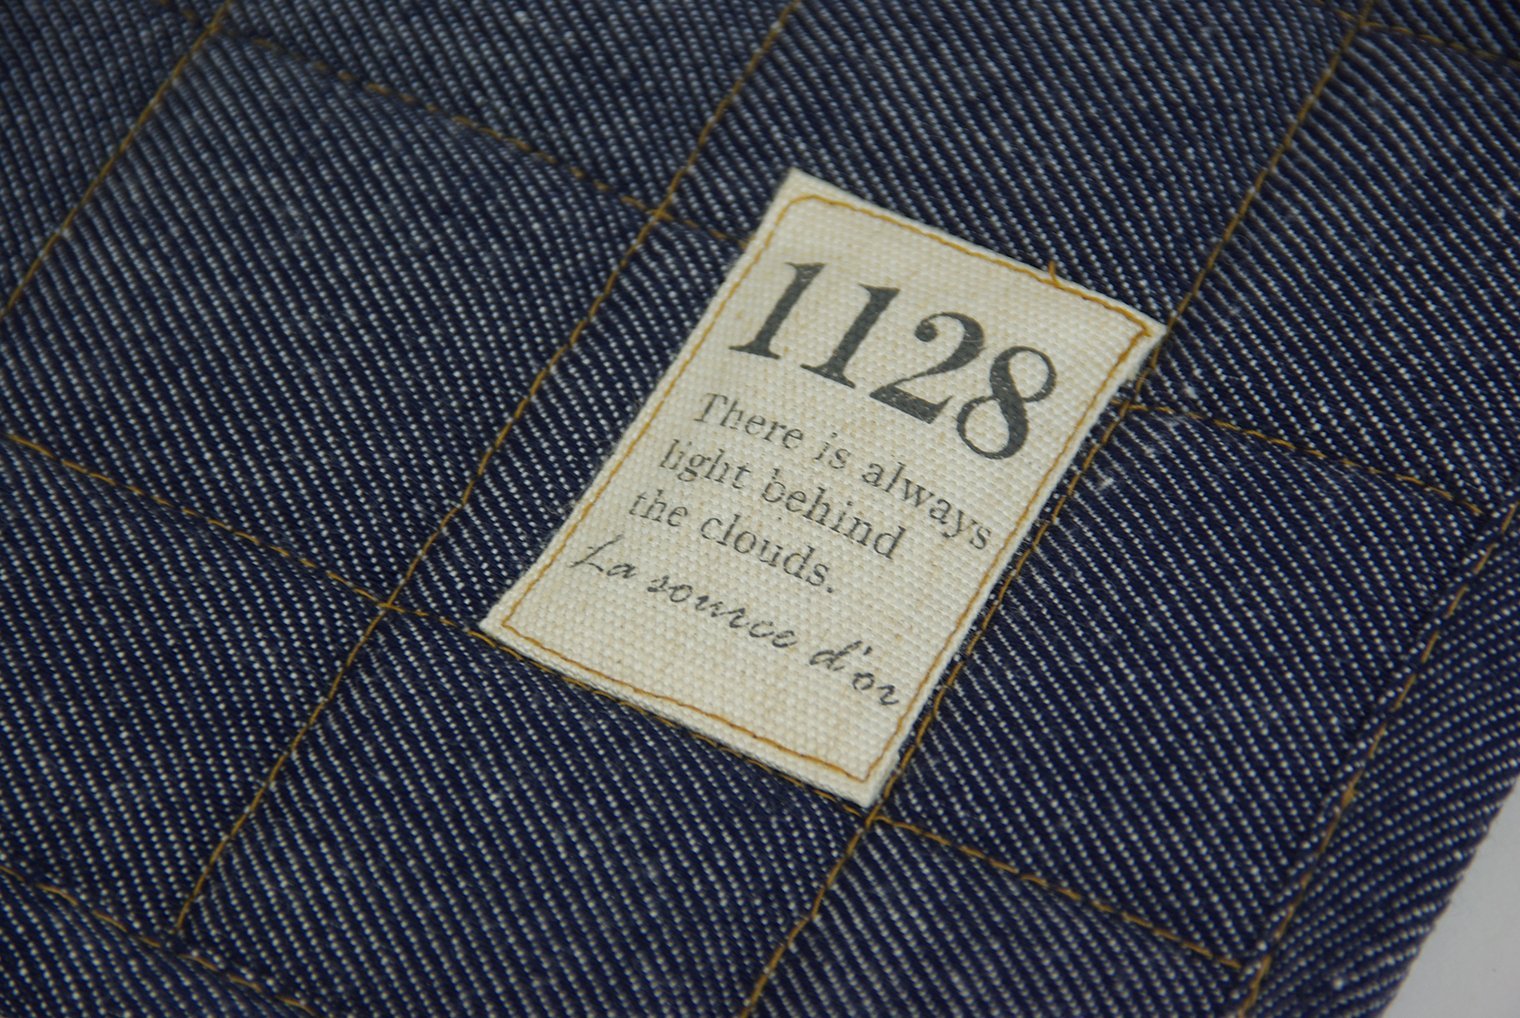 1128
There is always
light behind
the clouds.
La source d'or